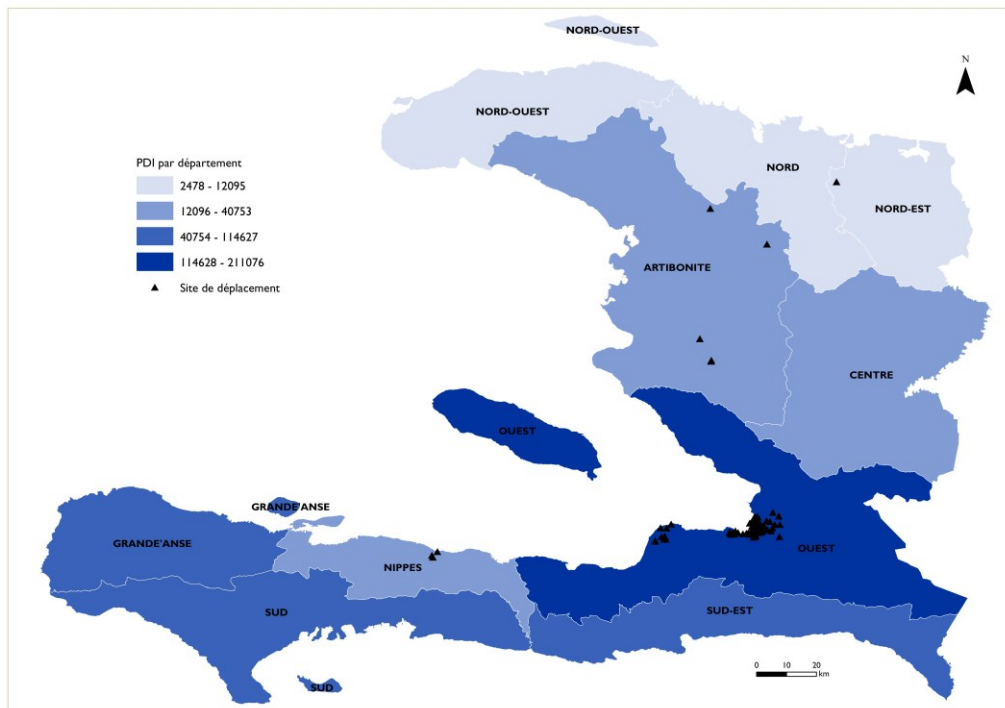 NORD-OUEST
N
NORD-OUEST
PDI par département
2478 - 12095
12096 - 40753
40754 - 114627
114628 - 211076
Site de déplacement
NORD
NORD-EST
ARTIBONITE
CENTRE
OUEST
GRANDE'ANSE
GRANDE'ANSE
OUEST
NIPPES
SUD
SUD-EST
SUD
0 10 20
km